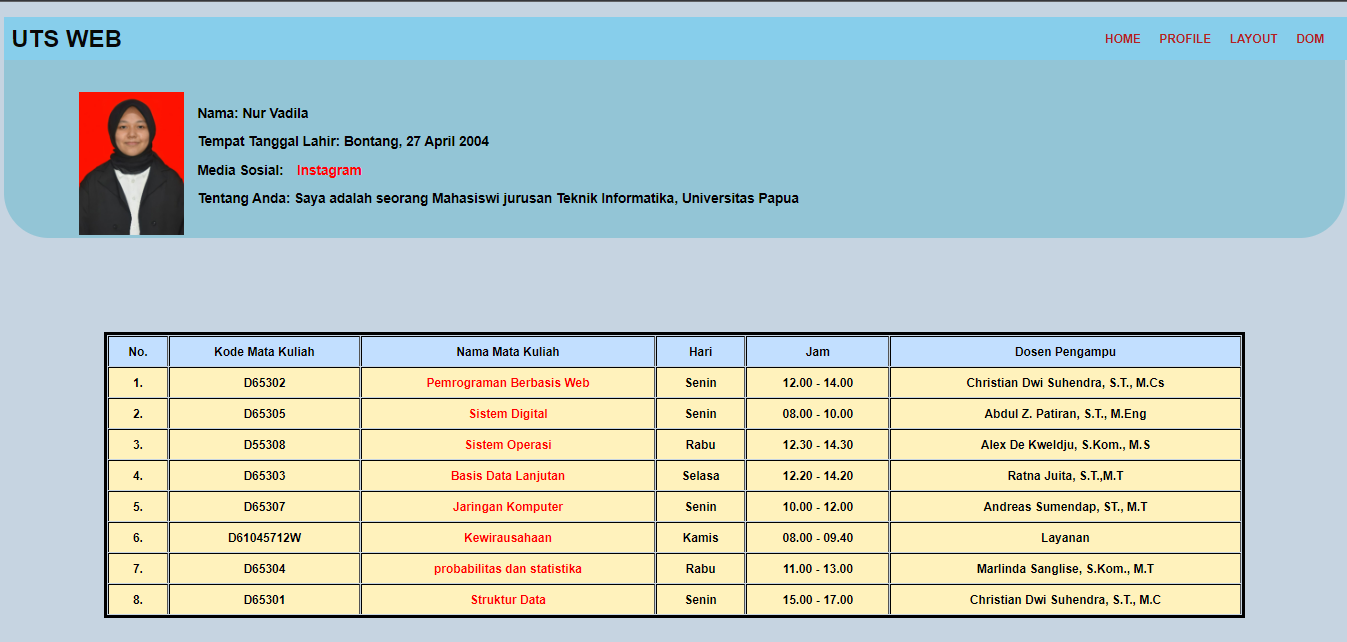 UTS WEB HOME PROFILE LAYOUT DOM
Nama: Nur Vadila
Tempat Tanggal Lahir: Bontang, 27 April 2004
Media Sosial: Instagram
Tentang Anda: Saya adalah seorang Mahasiswi jurusan Teknik Informatika, Universitas Papua
No. Kode Mata Kuliah Nama Mata Kuliah Hari Jam Dosen Pengampu
1. D65302 Pemrograman Berbasis Web Senin 12.00 - 14.00 Christian Dwi Suhendra, S.T., M.Cs
2. D65305 Sistem Digital Senin 08.00 - 10.00 Abdul Z. Patiran, S.T., M.Eng
3. D55308 Sistem Operasi Rabu 12.30 - 14.30 Alex De Kweldju, S.Kom., M.S
4. D65303 Basis Data Lanjutan Selasa 12.20 - 14.20 Ratna Juita, S.T.,M.T
5. D65307 Jaringan Komputer Senin 10.00 - 12.00 Andreas Sumendap, ST., M.T
6. D61045712W Kewirausahaan Kamis 08.00 - 09.40 Layanan
7. D65304 probabilitas dan statistika Rabu 11.00 - 13.00 Marlinda Sanglise, S.Kom., M.T
8. D65301 Struktur Data Senin 15.00 - 17.00 Christian Dwi Suhendra, S.T., M.C